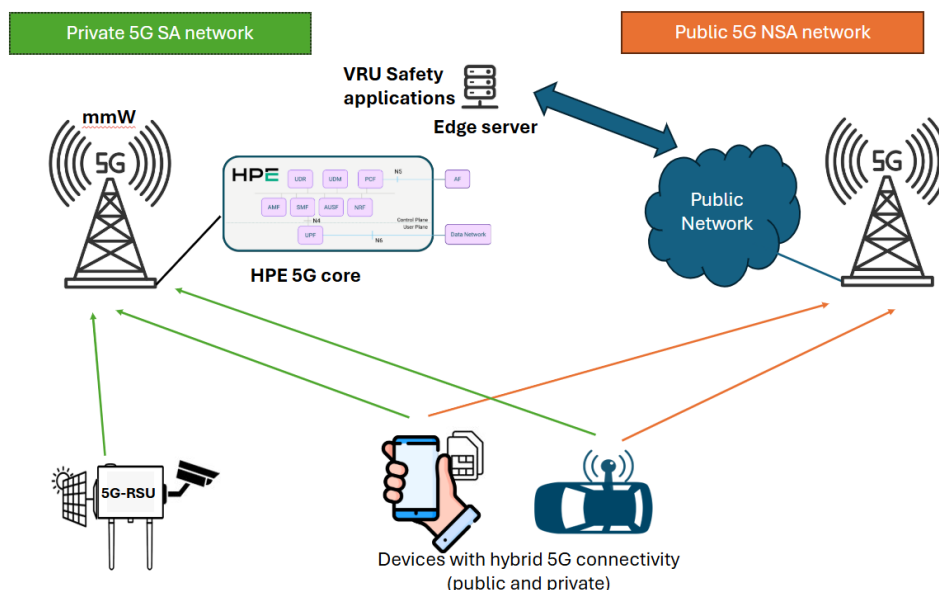 Private 5G SA network
Public 5G NSA network
VRU Safety
applications
Edge server
mmW
5G
HPE
UDR
UDM
PCF
N5
AF
AMF
SMF
AUSF
NRF
N4
Control Plane
User Plane
UPF
N6
Data Network
HPE 5G core
Public
Network
5G
5G-RSU
Devices with hybrid 5G connectivity
(public and private)